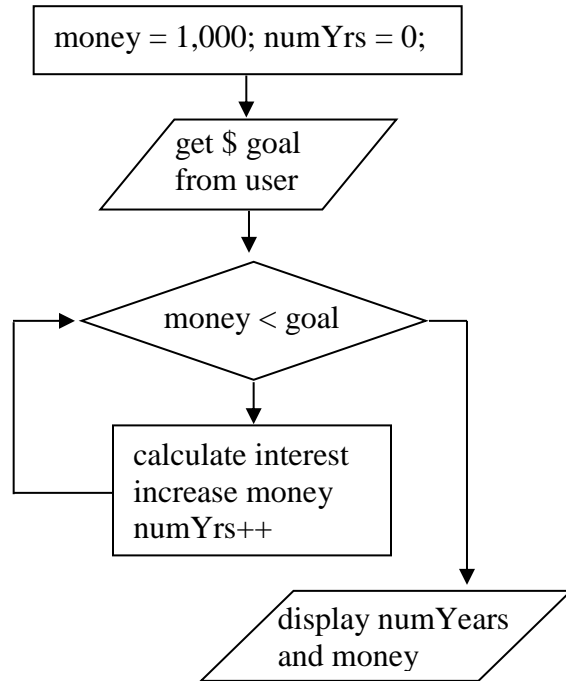 money = 1,000; numYrs = 0;
get $ goal
from user
money < goal
calculate interest
increase money
numYrs++
display numYears
and money